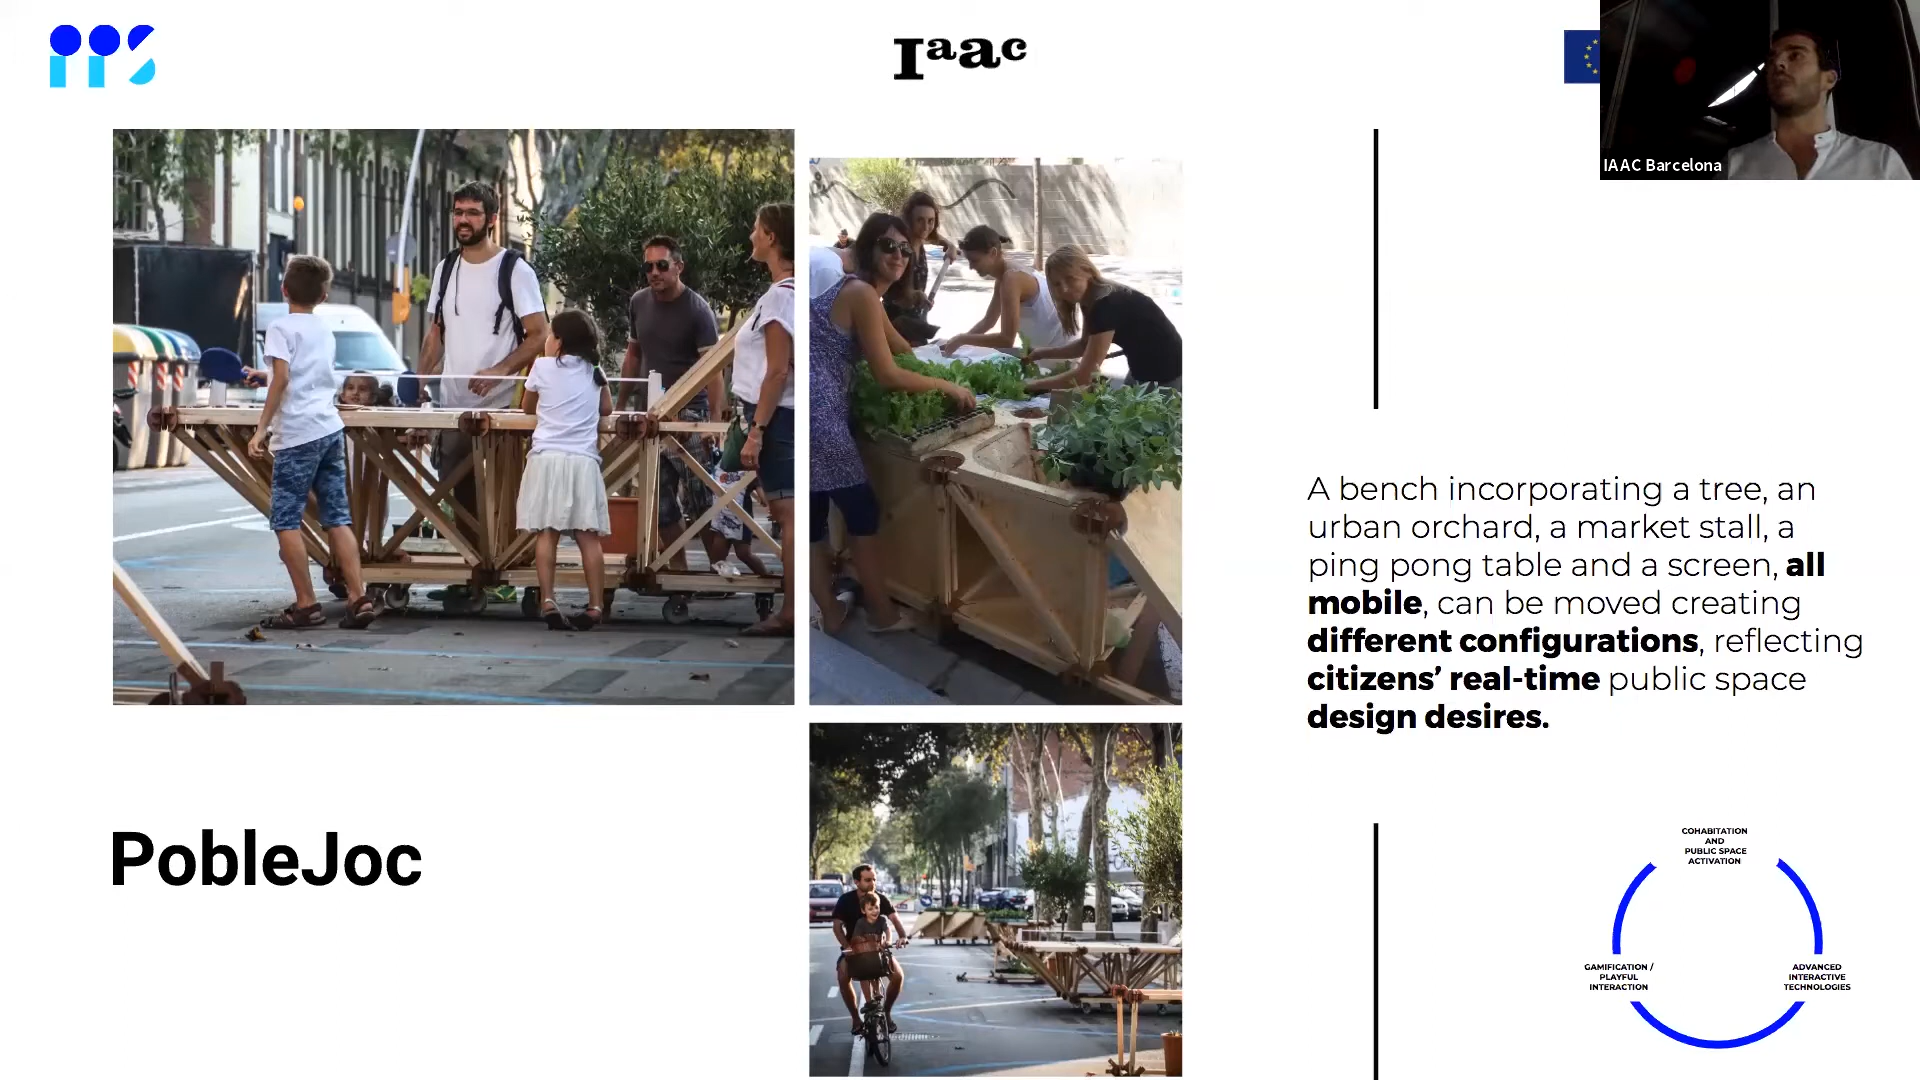 PPS
Iaac
IAAC Barcelona
A bench incorporating a tree, an
urban orchard, a market stall, a
ping pong table and a screen, all
mobile, can be moved creating
different configurations, reflecting
citizens’ real-time public space
design desires.
PobleJoc
COHABITATION
AND
PUBLIC SPACE
ACTIVATION
GAMIFICATION /
PLAYFUL
INTERACTION
ADVANCED
INTERACTIVE
TECHNOLOGIES